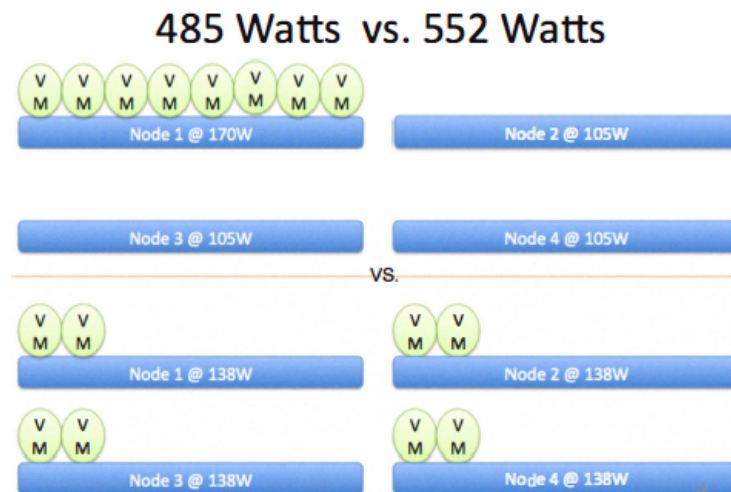 485 Watts vs. 552 Watts
V V V V V V V V
M M M M M M M M
Node 1 @ 170W
Node 2 @ 105W
Node 3 @ 105W
Node 4 @ 105W
VS.
V V
M M
Node 1 @ 138W
V V
M M
Node 2 @ 138W
V V
M M
Node 3 @ 138W
V V
M M
Node 4 @ 138W